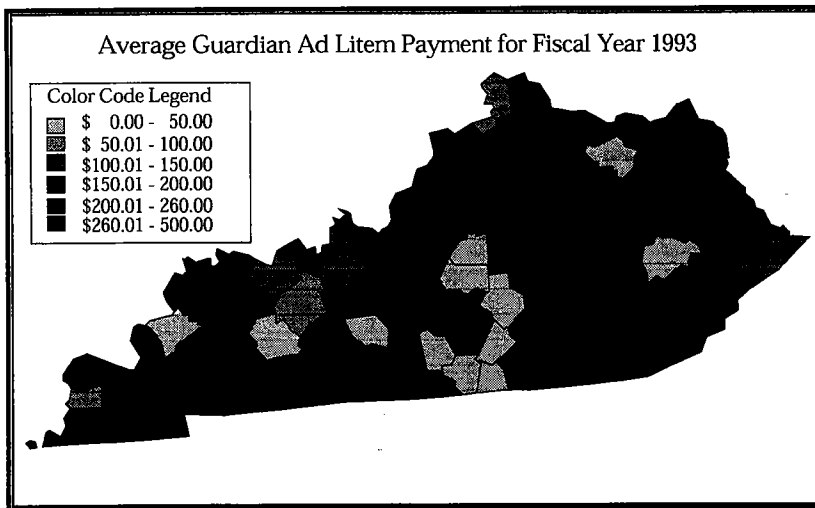 Average Guardian Ad Litem Payment for Fiscal Year 1993
Color Code Legend
$ 0.00 - 50.00
$ 50.01 - 100.00
$100.01 - 150.00
$150.01 - 200.00
$200.01 - 260.00
$260.01 - 500.00